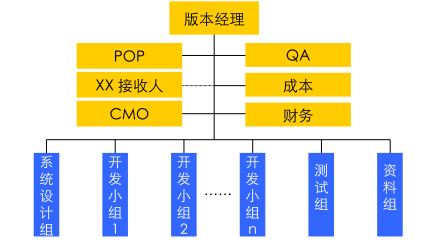 版本经理
POP
QA
XX 接收人
成本
CMO
财务
系统设计组
开发小组1
开发小组2
……
开发小组n
测试组
资料组